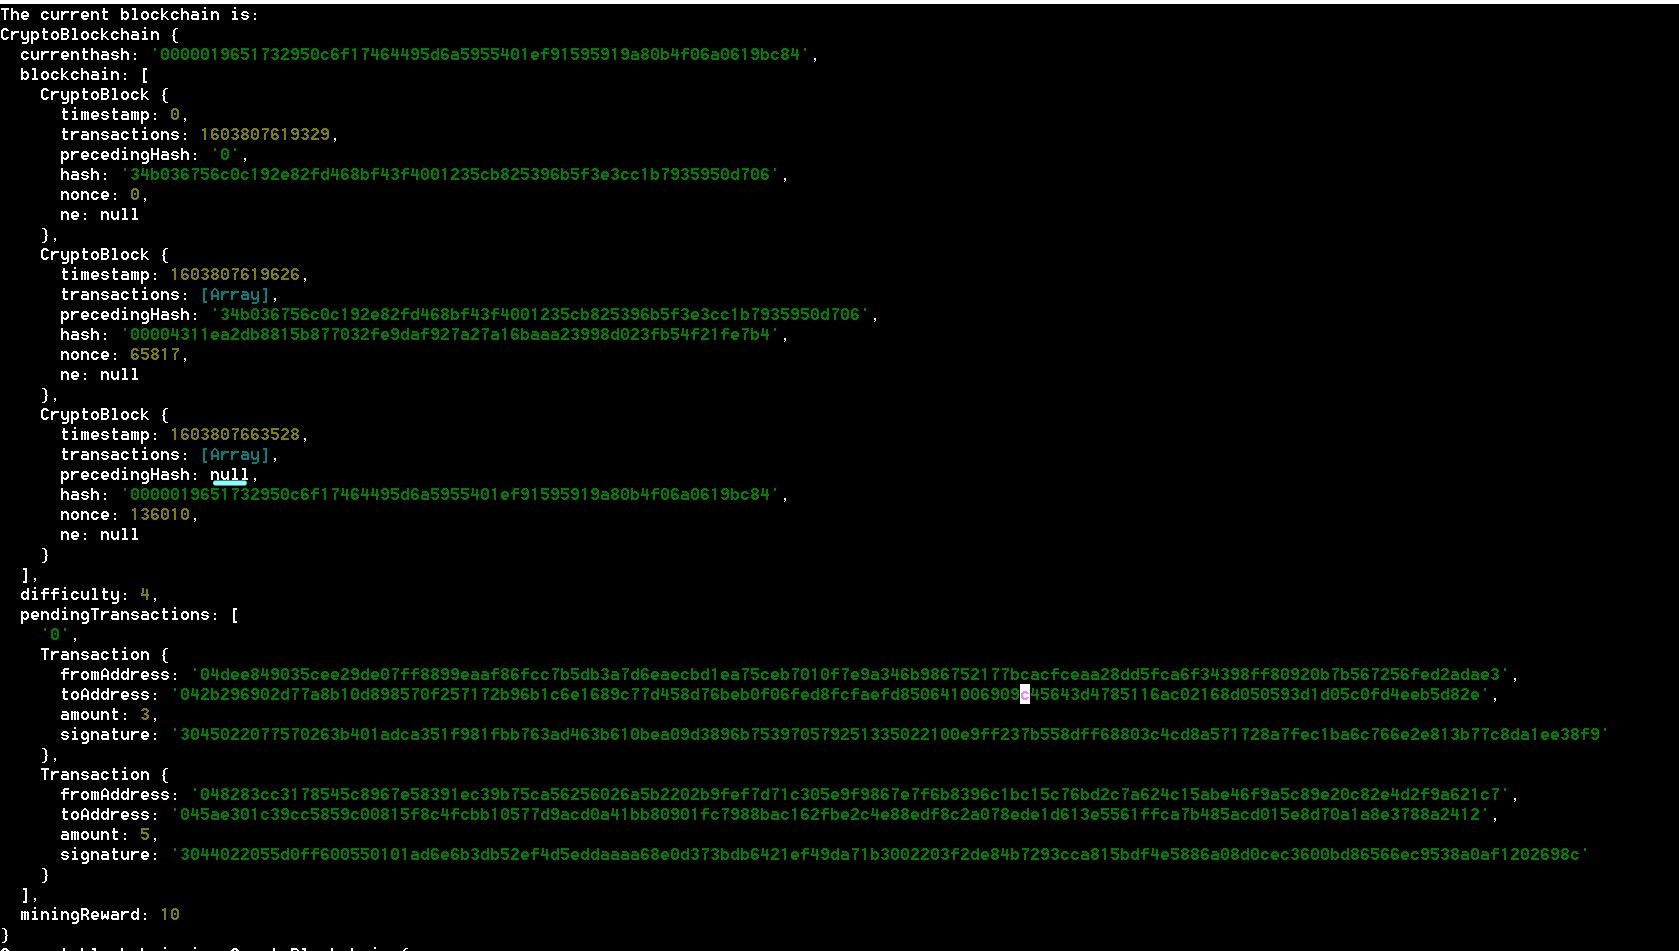 The current blockchain is:
CryptoBlockchain {
  currenthash: '0000019651732950c6f17464495d6a5955401ef91595919a80b4f06a0619bc84',
  blockchain: [
    CryptoBlock {
      timestamp: 0,
      transactions: 1603807619329,
      precedingHash: '0',
      hash: '34b036756c0c192e82fd468bf43f4001235cb825396b5f3e3cc1b7935950d706',
      nonce: 0,
      ne: null
    },
    CryptoBlock {
      timestamp: 1603807619626,
      transactions: [Array],
      precedingHash: '34b036756c0c192e82fd468bf43f4001235cb825396b5f3e3cc1b7935950d706',
      hash: '00004311ea2db8815b877032fe9daf927a27a16baaa23998d023fb54f21fe7b4',
      nonce: 65817,
      ne: null
    },
    CryptoBlock {
      timestamp: 1603807663528,
      transactions: [Array],
      precedingHash: null,
      hash: '0000019651732950c6f17464495d6a5955401ef91595919a80b4f06a0619bc84',
      nonce: 136010,
      ne: null
    }
  ],
  difficulty: 4,
  pendingTransactions: [
    '0',
    Transaction {
      fromAddress: '04dee849035cee29de07ff8899eaaf86fcc7b5db3a7d6eaecbd1ea75ceb7010f7e9a346b986752177bcacfceaa28dd5fca6f34398ff80920b7b567256fed2adae3',
      toAddress: '042b296902d77a8b10d898570f257172b96b1c6e1689c77d458d76beb0f06fed8fcfaefd850641006909c45643d4785116ac02168d050593d1d05c0fd4eeb5d82e',
      amount: 3,
      signature: '3045022077570263b401adca351f981fbb763ad463b610bea09d3896b753970579251335022100e9ff237b558dff68803c4cd8a571728a7fec1ba6c766e2e813b77c8da1ee38f9'
    },
    Transaction {
      fromAddress: '048283cc3178545c8967e58391ec39b75ca56256026a5b2202b9fef7d71c305e9f9867e7f6b8396c1bc15c76bd2c7a624c15abe46f9a5c89e20c82e4d2f9a621c7',
      toAddress: '045ae301c39cc5859c00815f8c4fcbb10577d9acd0a41bb80901fc7988bac162fbe2c4e88edf8c2a078ede1d613e5561ffca7b485acd015e8d70a1a8e3788a2412',
      amount: 5,
      signature: '3044022055d0ff600550101ad6e6b3db52ef4d5eddaaaa68e0d373bdb6421ef49da71b3002203f2de84b7293cca815bdf4e5886a08d0cec3600bd86566ec9538a0af1202698c'
    }
  ],
  miningReward: 10
}